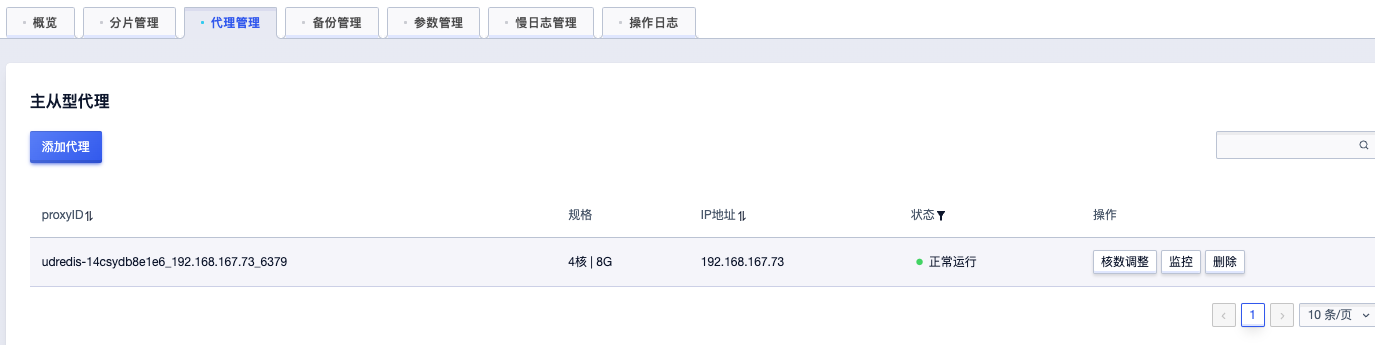 概览 分片管理 代理管理 备份管理 参数管理 慢日志管理 操作日志
主从型代理
添加代理
proxyID 规格 IP地址 状态 操作
udredis-14csydb8e1e6_192.168.167.73_6379 4核 | 8G 192.168.167.73 正常运行 核数调整 监控 删除
1 10 条/页